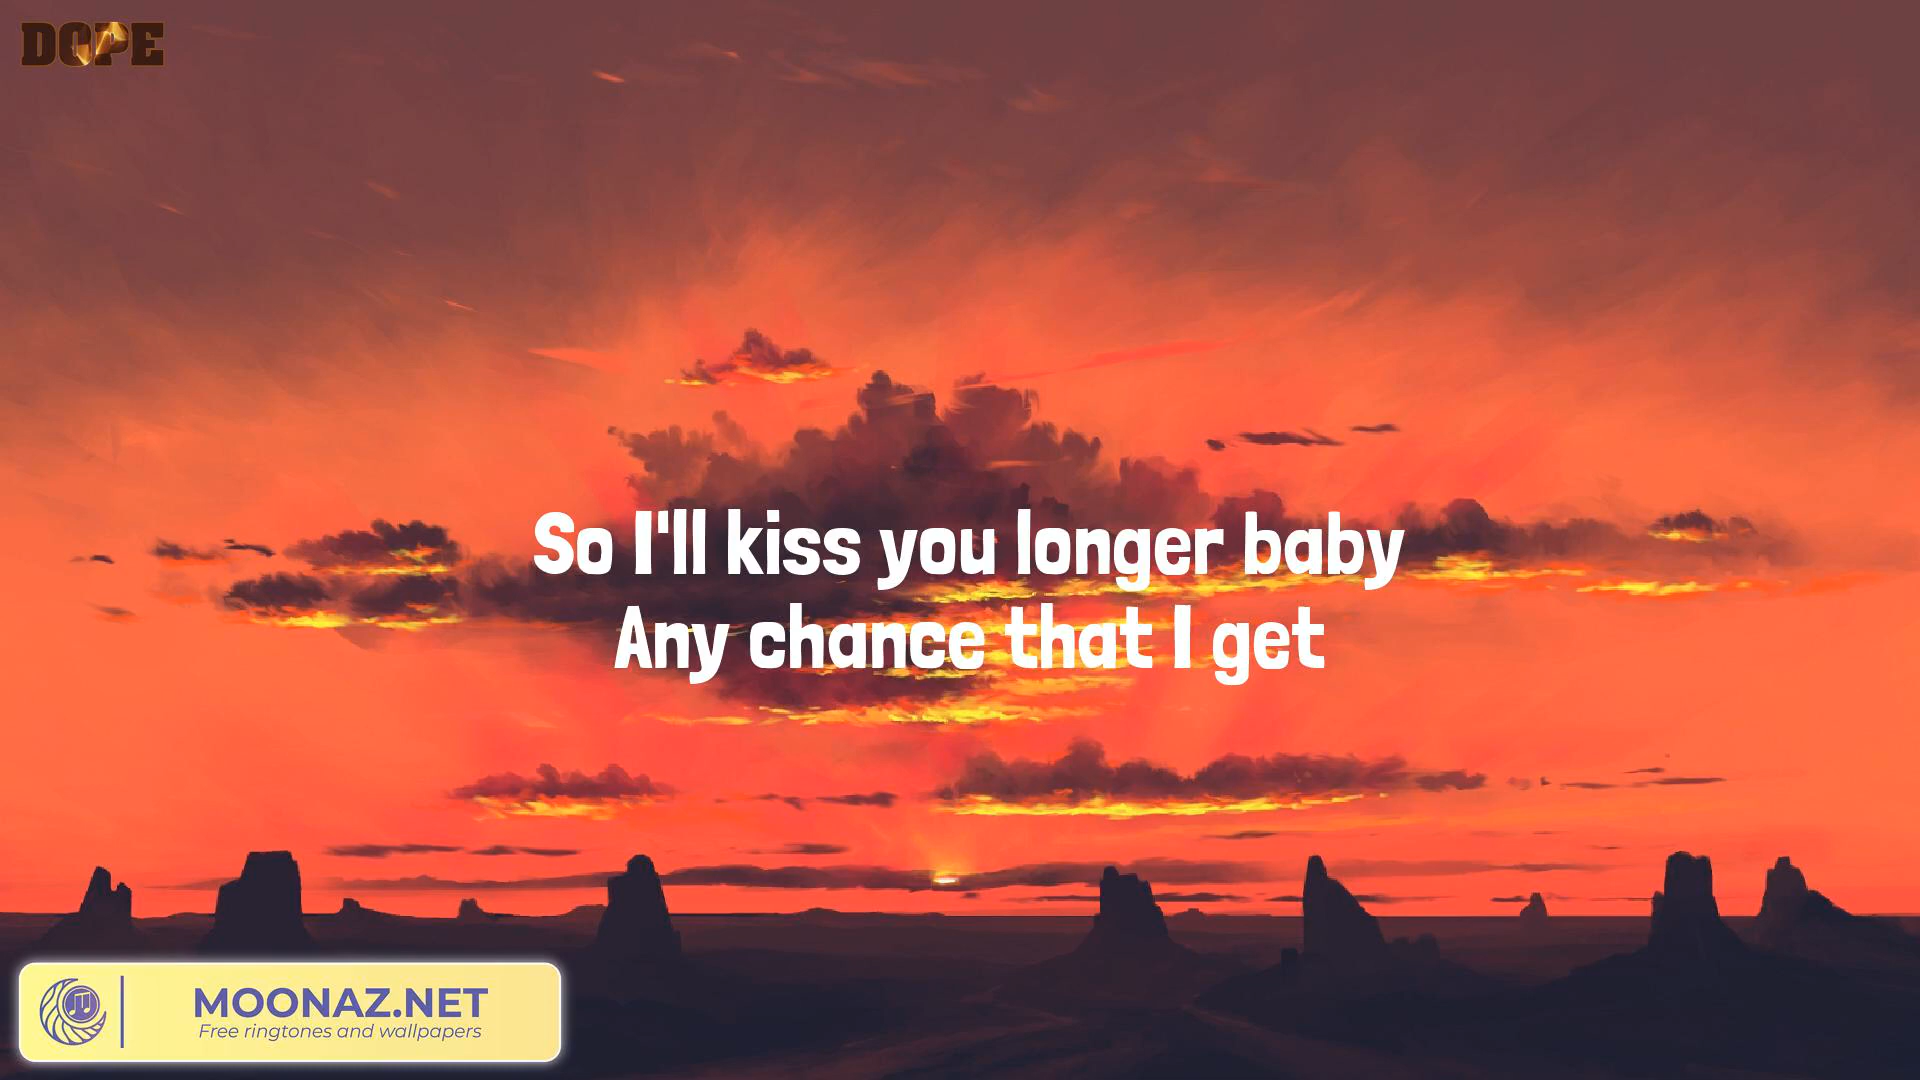 DOPE
So I'll kiss you longer baby
Any chance that I get
MOONAZ.NET
Free ringtones and wallpapers